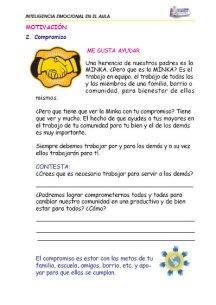 INTELIGENCIA EMOCIONAL EN EL AULA
MOTIVACIÓN
2. Compromiso
ME GUSTA AYUDAR
Una herencia de nuestros padres es la
MINKA. ¿Pero que es la MINKA? Es el
trabajo en equipo, el trabajo de todos los
y las miembros de una familia, barrio o
comunidad, para bienestar de ellos
mismos.
¿Pero que tiene que ver la Minka con tu compromiso? Tiene
que ver y mucho. El hecho de que ayudes a tus mayores en
el trabajo de tu comunidad para tu bien y el de los demás
es muy importante.
Siempre debemos trabajar por y para los demás y a su vez
ellos trabajarán para ti.
CONTESTA:
¿Crees que es necesario trabajar para servir a los demás?
¿Podremos lograr comprometernos todos y todas para
cambiar nuestra comunidad en una productiva y de bien
estar para todos? ¿Cómo?
El compromiso es estar con las metas de tu
familia, escuela, amigos, barrio, etc, y apo-
yar para que ellas se cumplan.